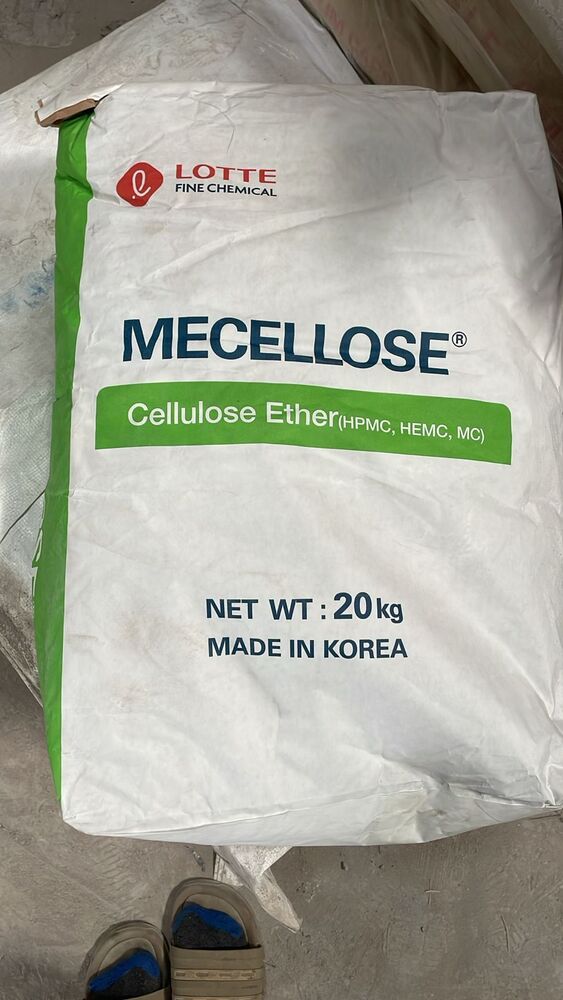 LOTTE
FINE CHEMICAL
MECELLOSE®
Cellulose Ether(HPMC, HEMC, MC)
NET WT : 20kg
MADE IN KOREA